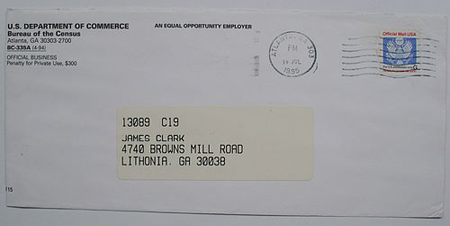 U.S. DEPARTMENT OF COMMERCE
Bureau of the Census
Atlanta, GA 30303-2700
BC-335A (4-94)
OFFICIAL BUSINESS
Penalty for Private Use, $300
AN EQUAL OPPORTUNITY EMPLOYER
PM
JUL
1995
Official Mail USA
13089 C19
JAMES CLARK
4740 BROWNS MILL ROAD
LITHONIA, GA 30038